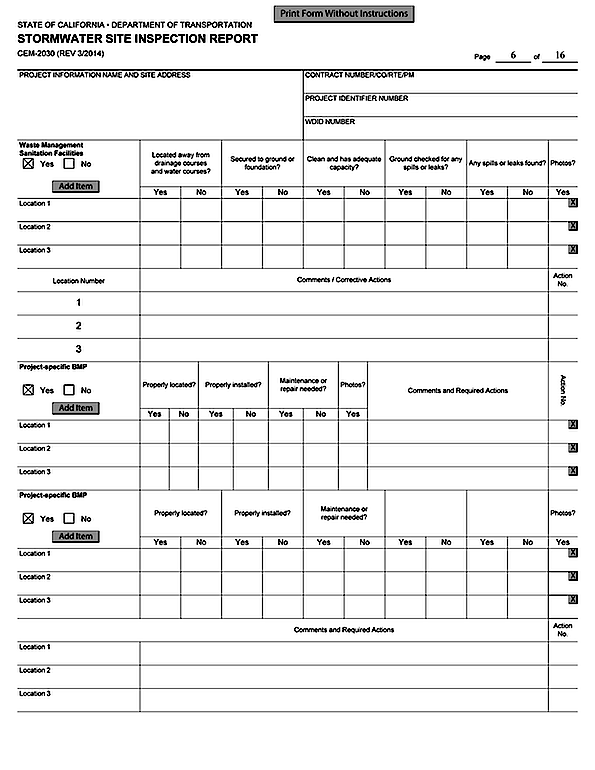 Print Form Without Instructions
STATE OF CALIFORNIA • DEPARTMENT OF TRANSPORTATION
STORMWATER SITE INSPECTION REPORT
CEM-2030 (REV 3/2014)
Page 6 of 16
PROJECT INFORMATION NAME AND SITE ADDRESS
CONTRACT NUMBER/CO/RTE/PM
PROJECT IDENTIFIER NUMBER
WDID NUMBER
Waste Management
Sanitation Facilities
Yes No
Add Item
Located away from
drainage courses
and water courses?
Secured to ground or
foundation?
Clean and has adequate
capacity?
Ground checked for any
spills or leaks?
Any spills or leaks found?
Photos?
Yes No Yes No Yes No Yes No Yes No Yes
Location 1 X
Location 2 X
Location 3 X
Location Number
Comments / Corrective Actions
Action
No.
1
2
3
Project-specific BMP
Yes No
Add Item
Properly located?
Properly installed?
Maintenance or
repair needed?
Photos?
Comments and Required Actions
Action No.
Yes No Yes No Yes No Yes
Location 1 X
Location 2 X
Location 3 X
Project-specific BMP
Yes No
Add Item
Properly located?
Properly installed?
Maintenance or
repair needed?
Photos?
Yes No Yes No Yes No Yes No Yes No Yes
Location 1 X
Location 2 X
Location 3 X
Comments and Required Actions
Action
No.
Location 1
Location 2
Location 3